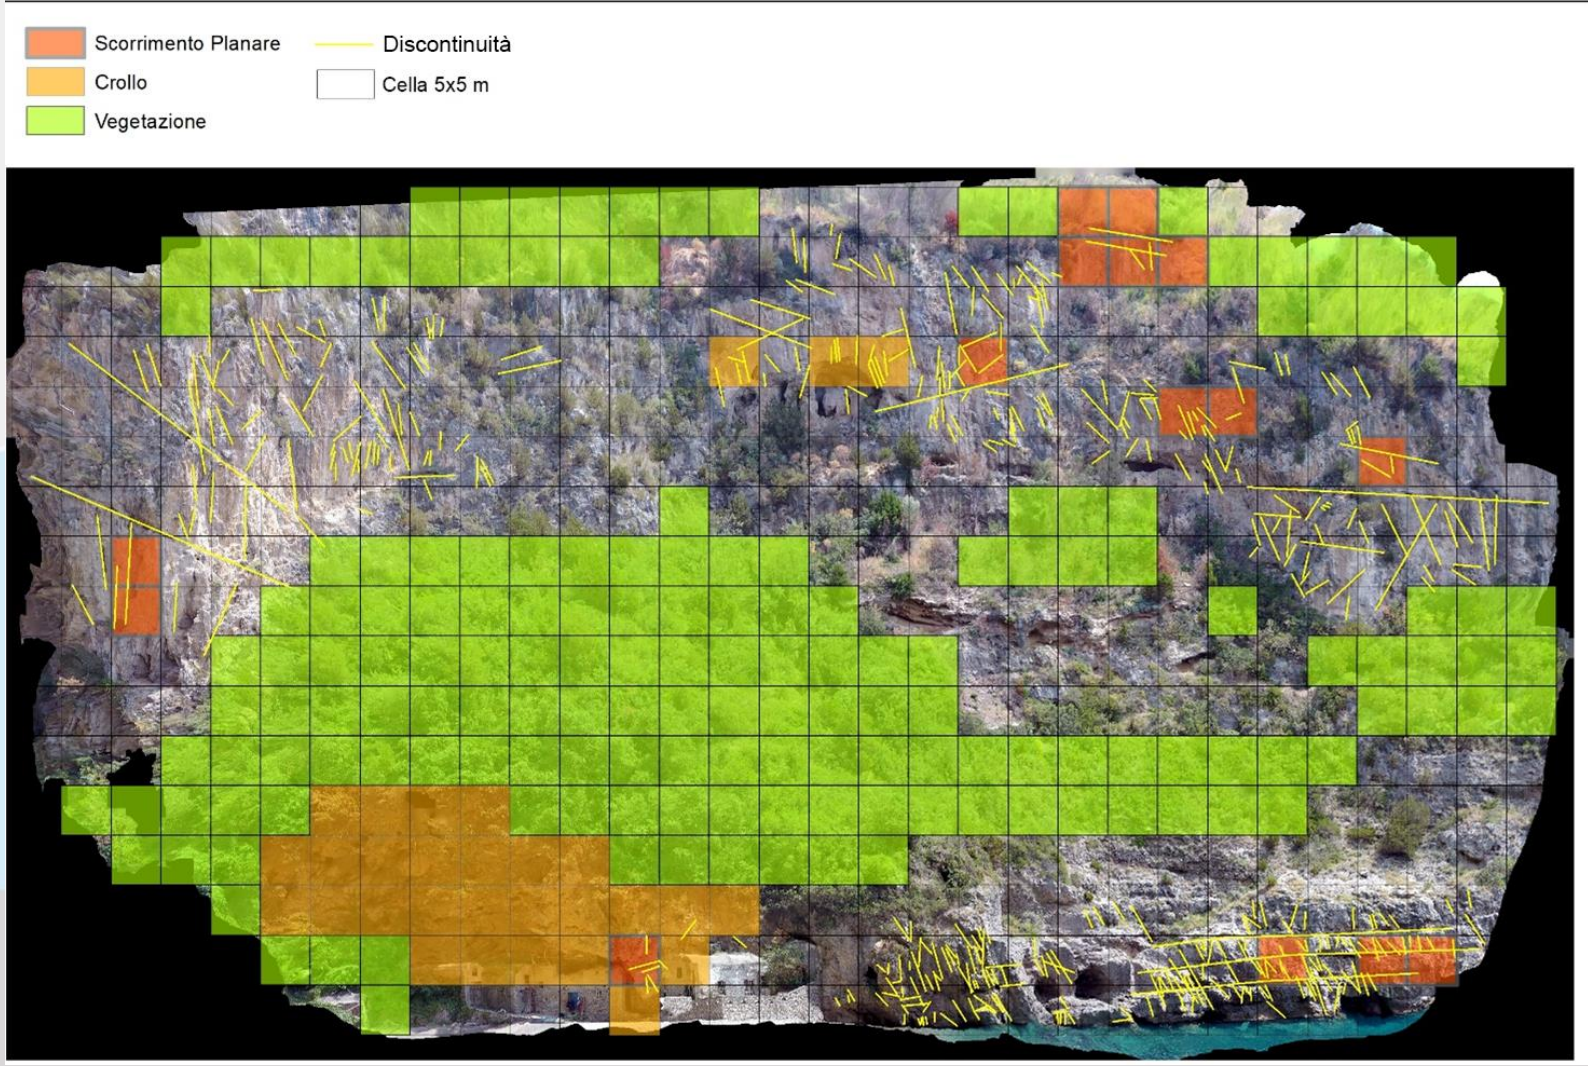 Scorrimento Planare
Discontinuità
Crollo
Cella 5x5 m
Vegetazione